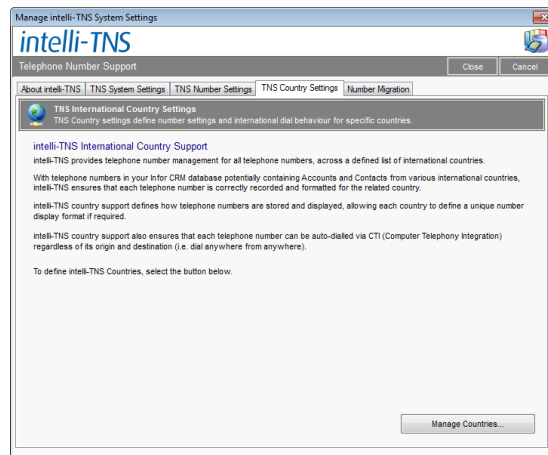 Manage intelli-TNS System Settings
intelli-TNS
Telephone Number Support
Close
Cancel
About intelli-TNS
TNS System Settings
TNS Number Settings
TNS Country Settings
Number Migration
TNS International Country Settings
TNS Country settings define number settings and international dial behaviour for specific countries.
intelli-TNS International Country Support
intelli-TNS provides telephone number management for all telephone numbers, across a defined list of international countries.
With telephone numbers in your Infor CRM database potentially containing Accounts and Contacts from various international countries,
intelli-TNS ensures that each telephone number is correctly recorded and formatted for the related country.
intelli-TNS country support defines how telephone numbers are stored and displayed, allowing each country to define a unique number
display format if required.
intelli-TNS country support also ensures that each telephone number can be auto-dialled via CTI (Computer Telephony Integration)
regardless of its origin and destination (i.e. dial anywhere from anywhere).
To define intelli-TNS Countries, select the button below.
Manage Countries...